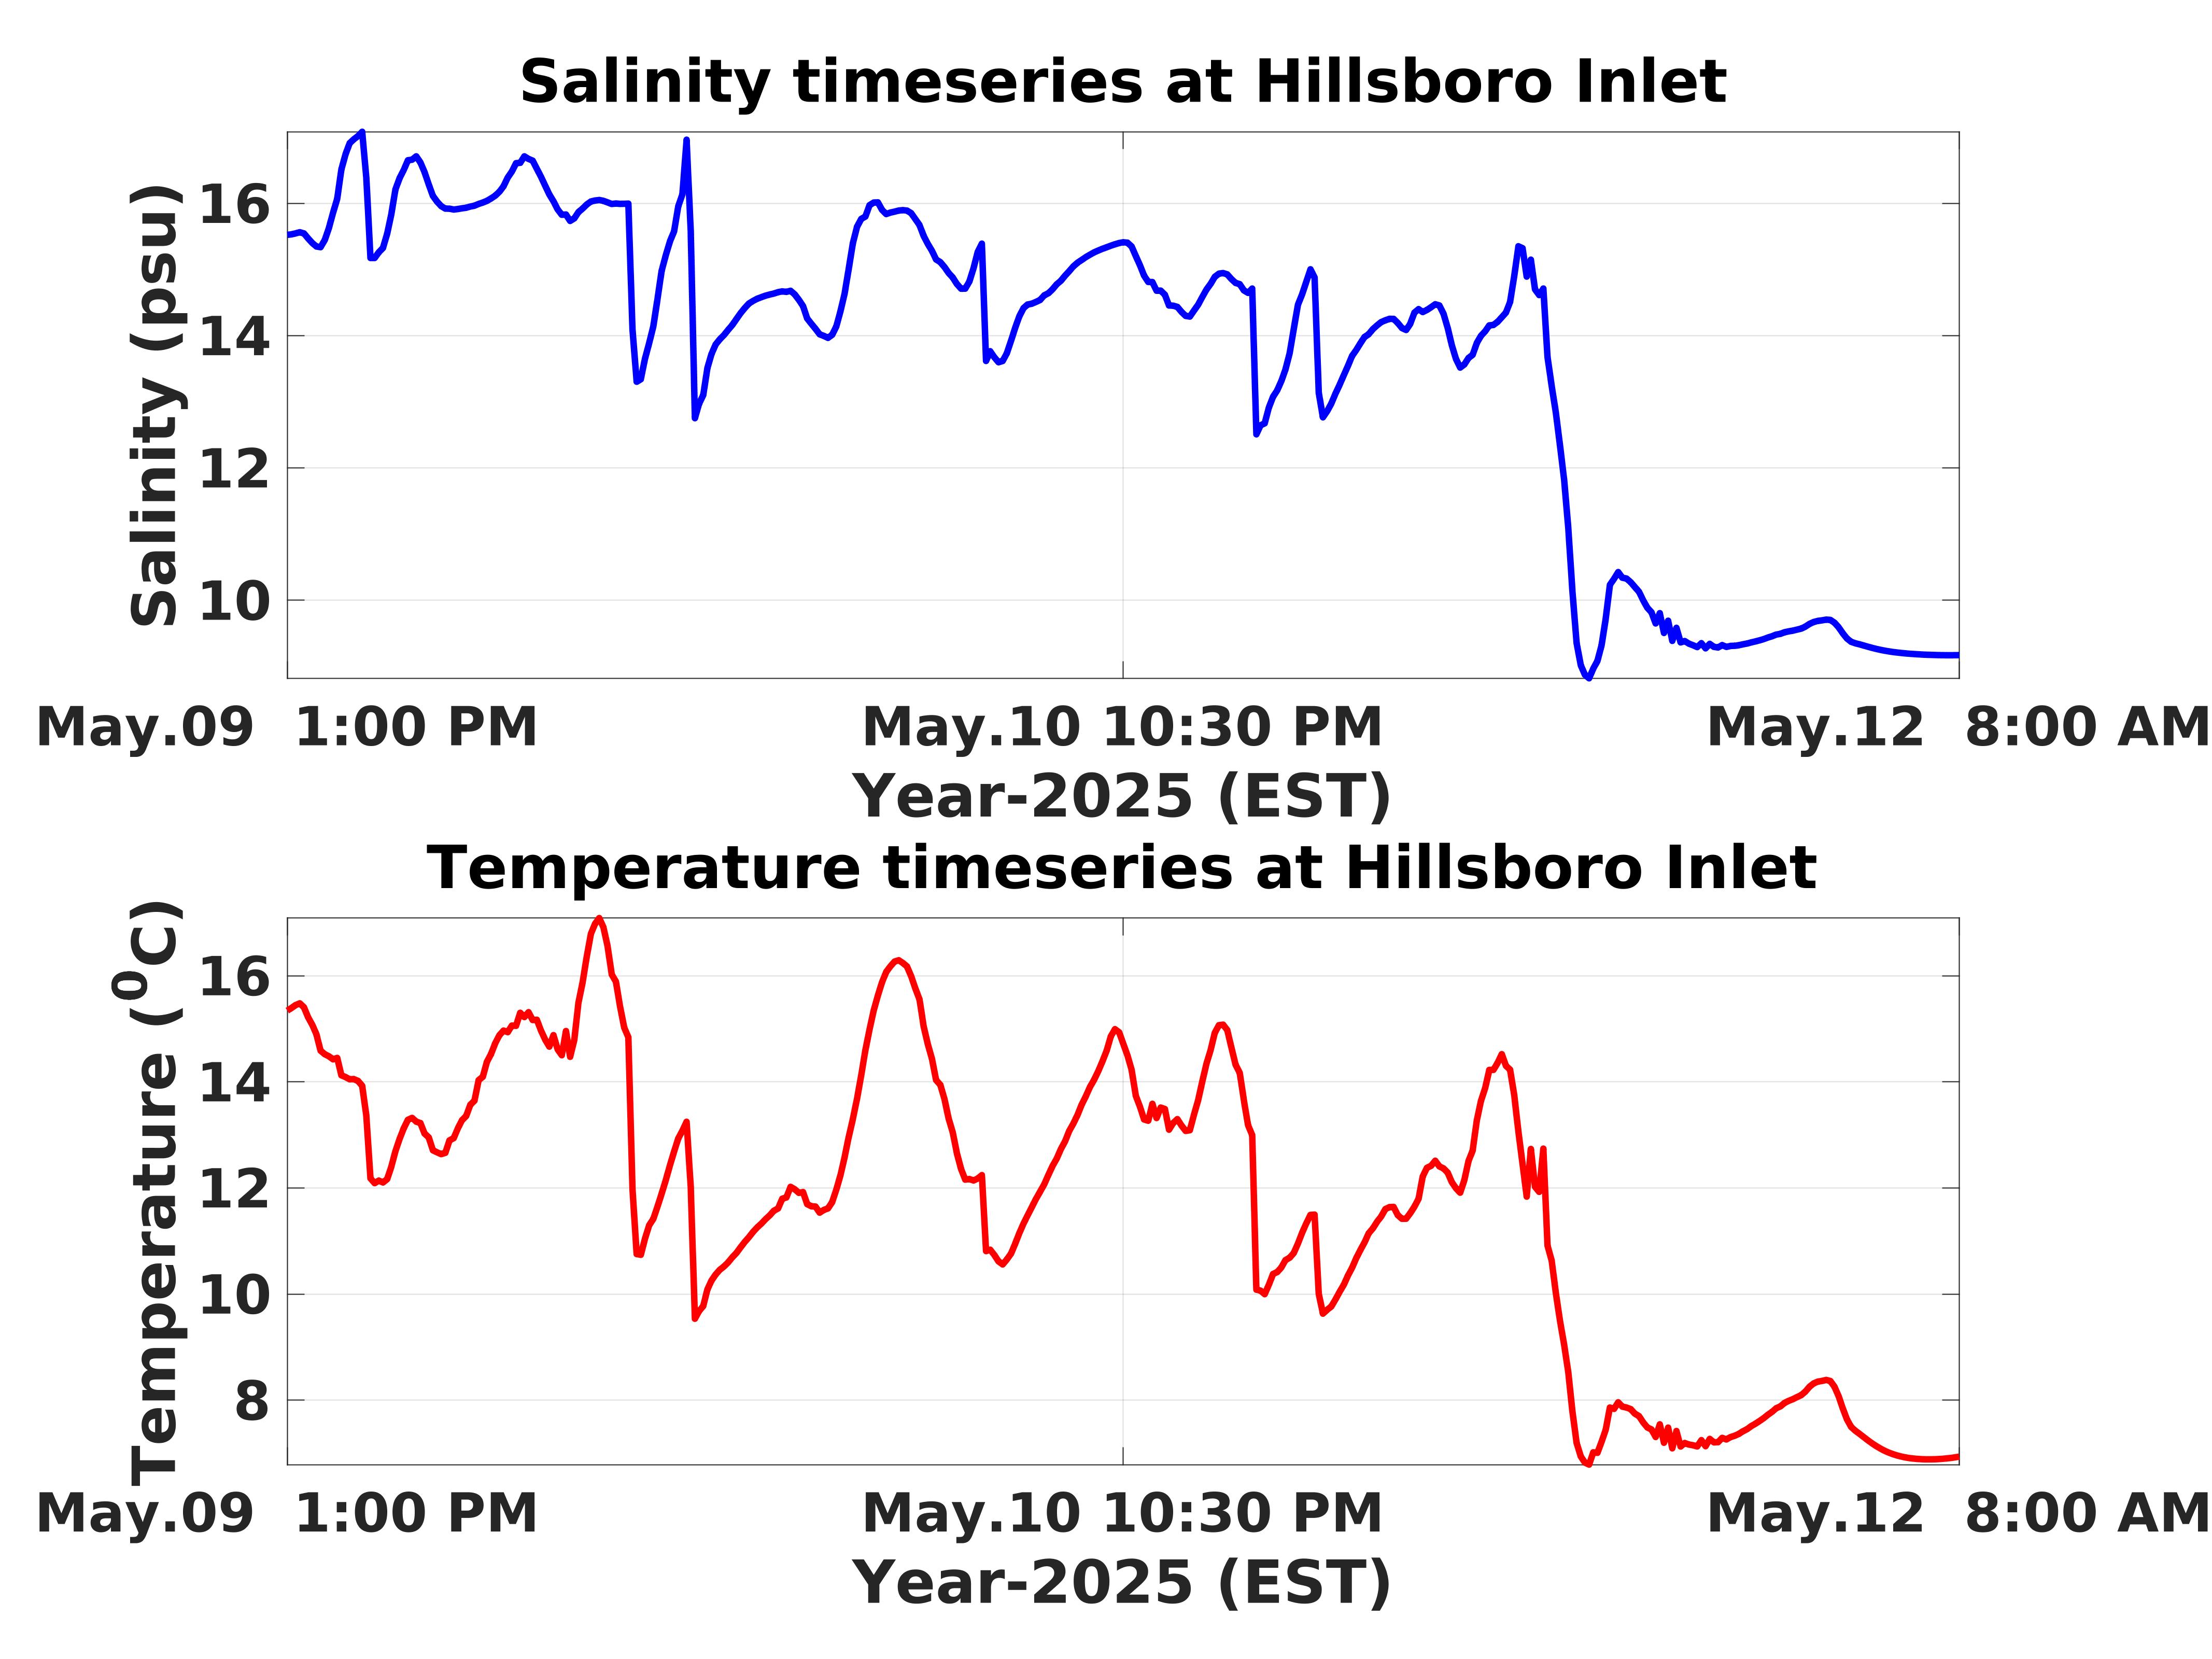 Salinity timeseries at Hillsboro Inlet
Salinity (psu)
16
14
12
10
May.09  1:00 PM
May.10 10:30 PM
May.12  8:00 AM
Year-2025 (EST)
Temperature timeseries at Hillsboro Inlet
Temperature (⁰C)
16
14
12
10
8
May.09  1:00 PM
May.10 10:30 PM
May.12  8:00 AM
Year-2025 (EST)